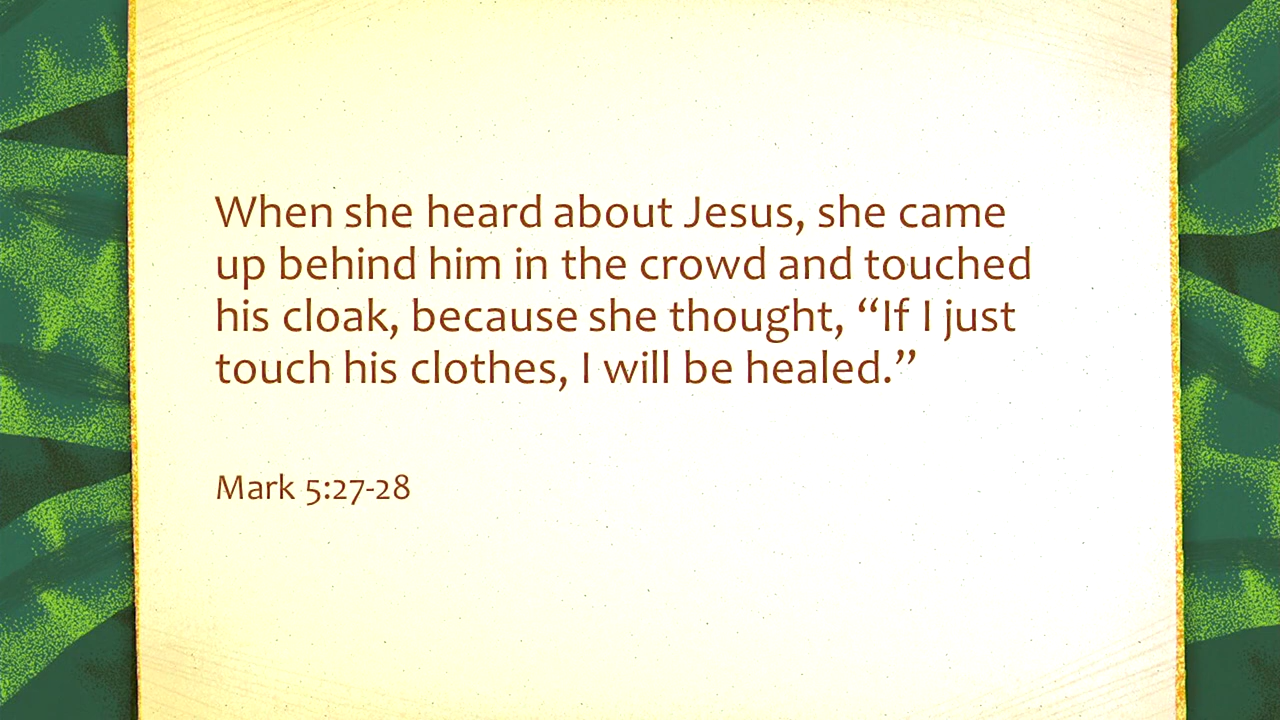 When she heard about Jesus, she came
up behind him in the crowd and touched
his cloak, because she thought, “If I just
touch his clothes, I will be healed.”
Mark 5:27-28